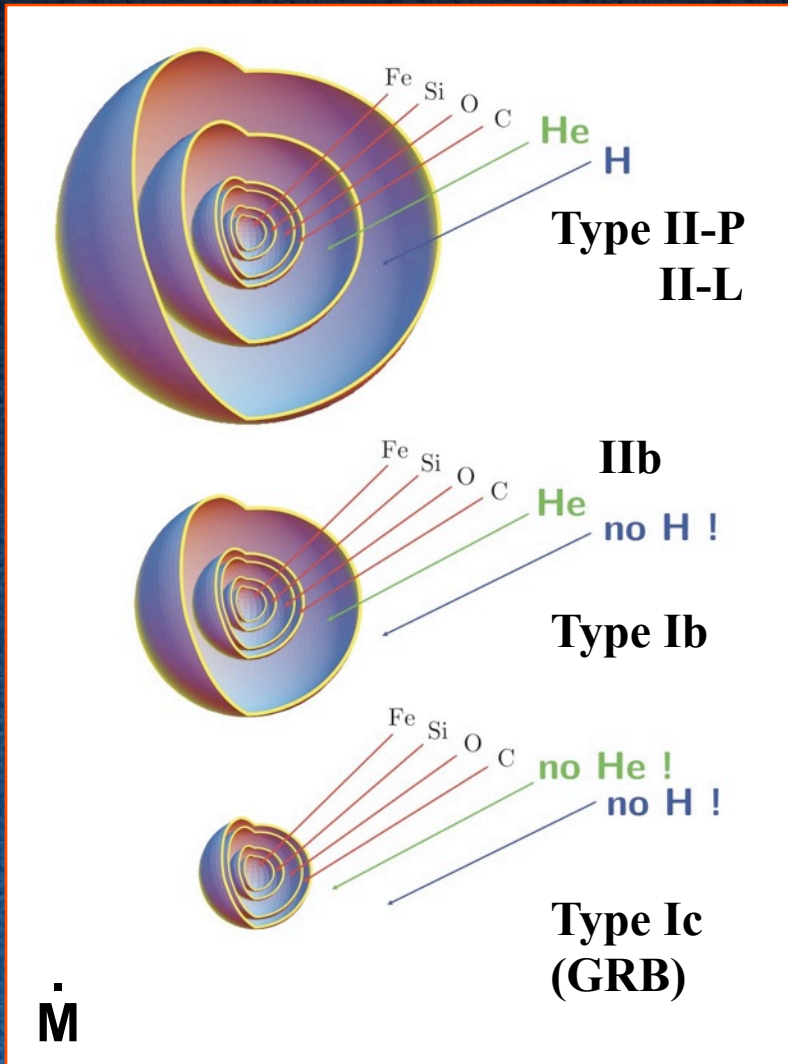 Fe
Si
O
C
He
H
Type II-P
II-L
Fe
Si
O
C
IIb
He
no H !
Type Ib
Fe
Si
O
C
no He !
no H !
Type Ic
(GRB)
Ṁ